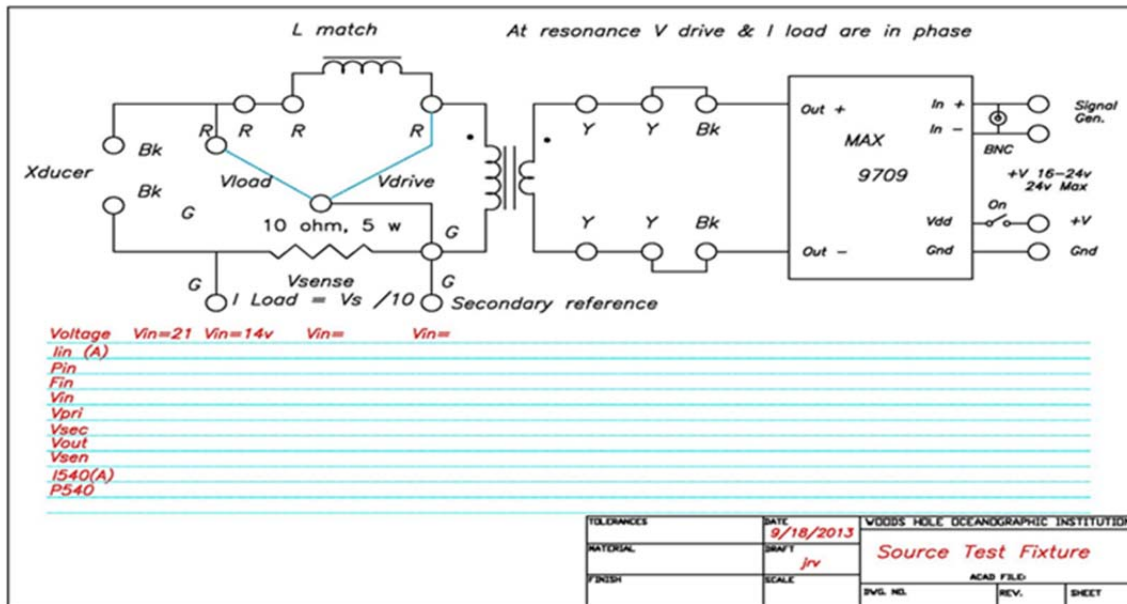 L match
At resonance V drive & I load are in phase
Out +
In +
In -
Signal
Gen.
BNC
MAX
9709
+V 16-24v
24v Max
On
Vdd
+V
Gnd
Gnd
Out -
R
R
R
R
Y
Y
Bk
Bk
Xducer
Bk
Vload
Vdrive
G
10 ohm, 5 w
G
Y
Y
Bk
Vsense
G
G
I Load = Vs /10
Secondary reference
Voltage Vin=21 Vin=14v Vin= Vin=
Iin (A)
Pin
Fin
Vin
Vpri
Vsec
Vout
Vsen
I540(A)
P540
TOLERANCES
DATE
9/18/2013
WOODS HOLE OCEANOGRAPHIC INSTITUTION
MATERIAL
DRAFT
jrv
Source Test Fixture
FINISH
SCALE
ACAD FILE:
DWG. NO.
REV.
SHEET